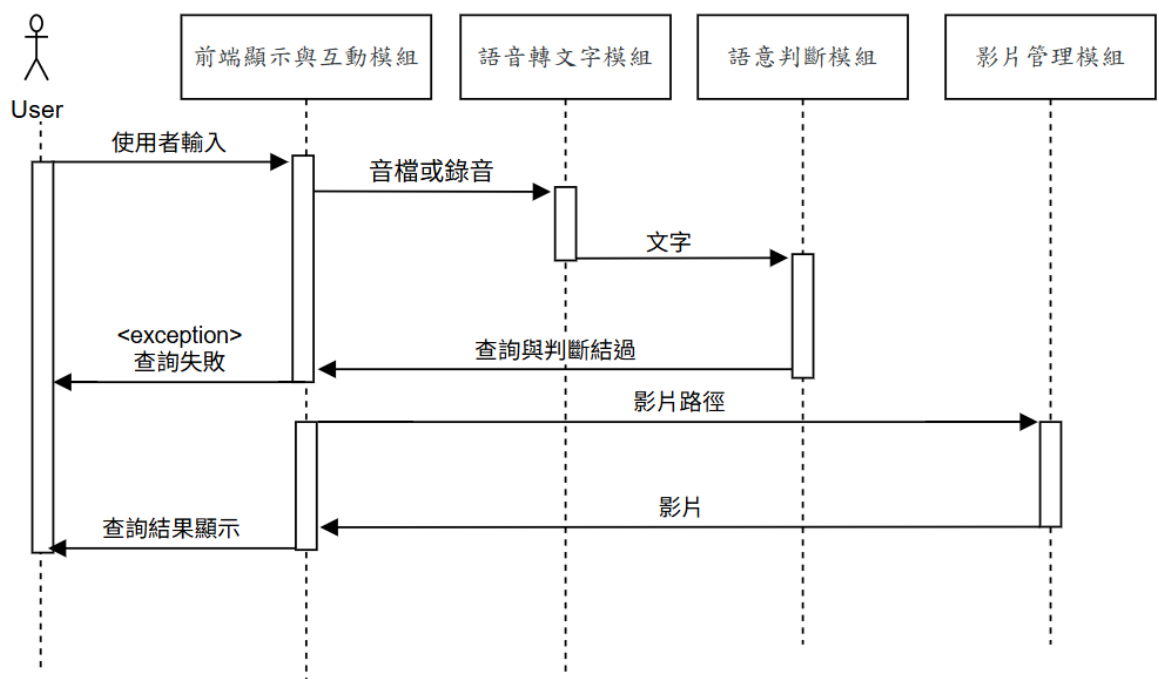 前端顯示與互動模組
語音轉文字模組
語意判斷模組
影片管理模組
User
使用者輸入
音檔或錄音
文字
<exception>
查詢失敗
查詢與判斷結過
影片路徑
影片
查詢結果顯示